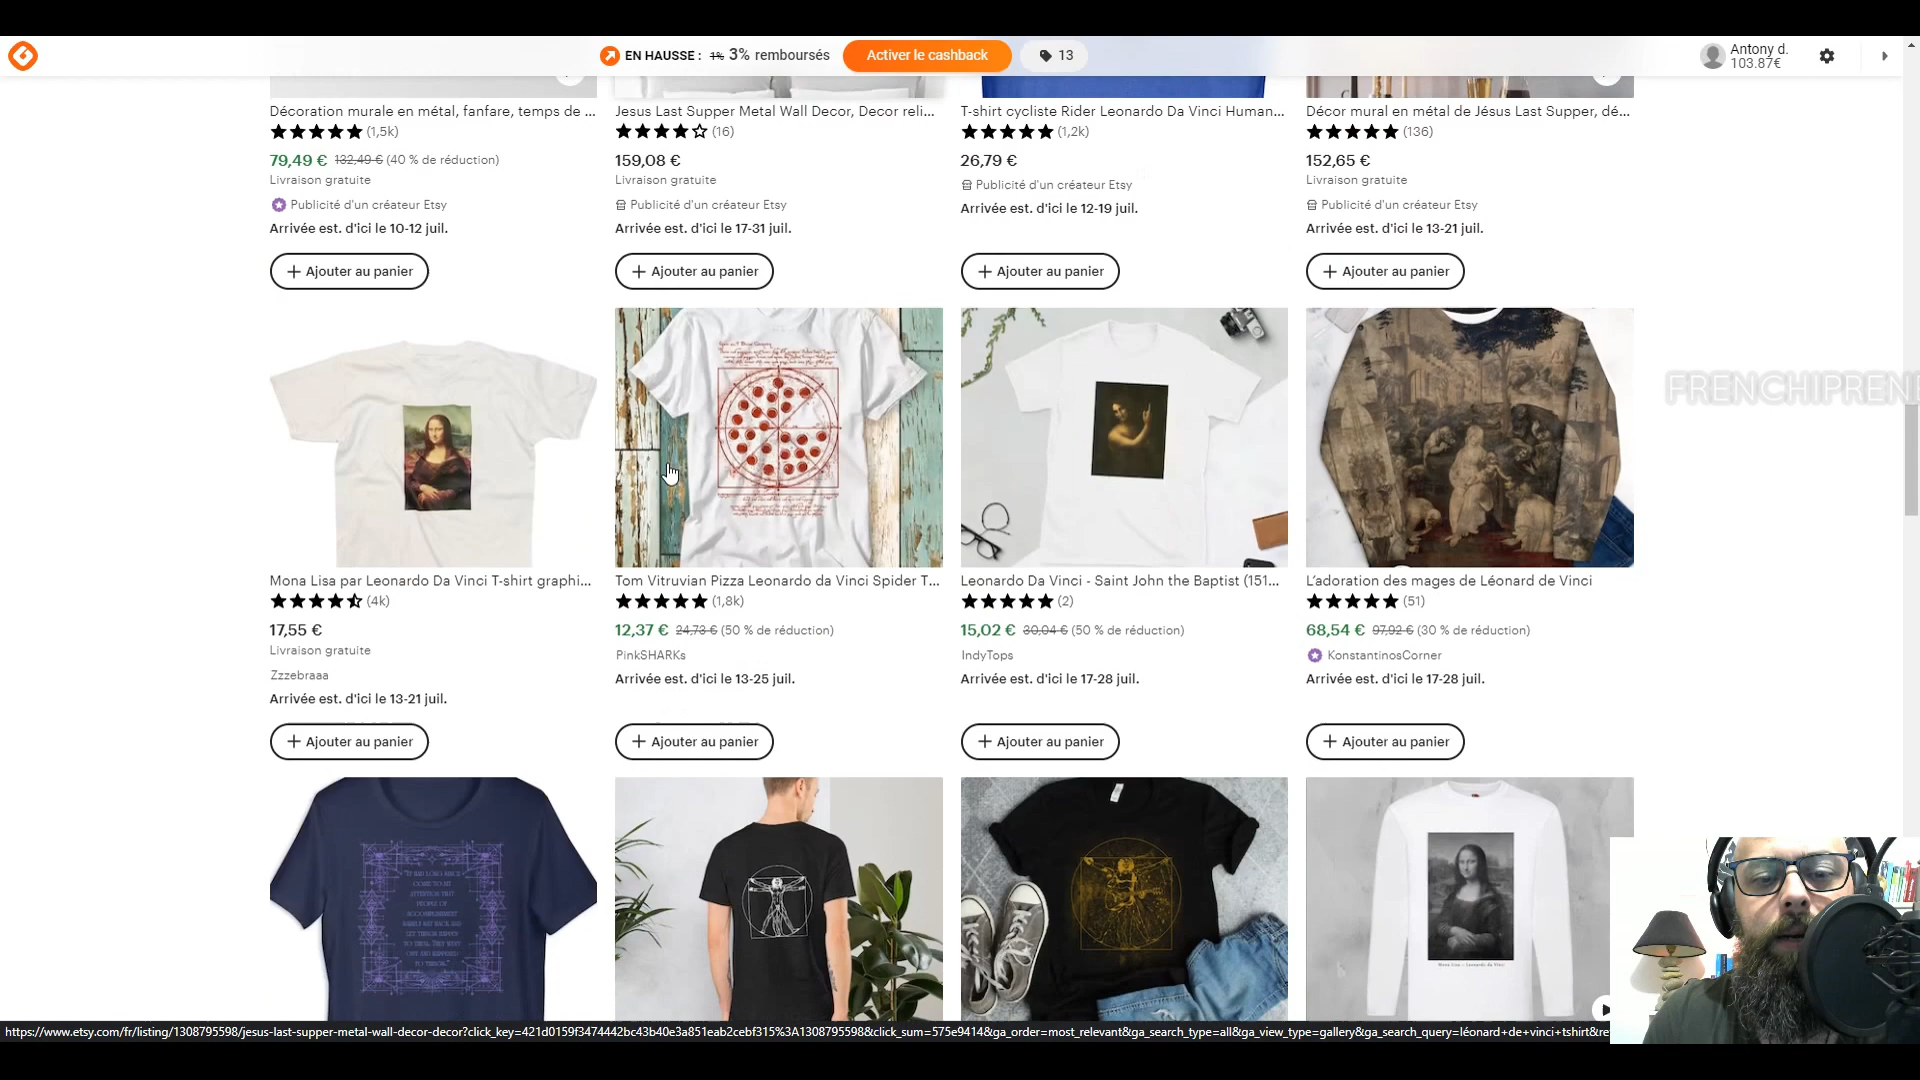 EN HAUSSE : 1% 3% remboursés
Activer le cashback
13
Antony d.
103.87€
Décoration murale en métal, fanfare, temps de ...
(1,5k)
79,49 € 132,49 € (40 % de réduction)
Livraison gratuite
Publicité d'un créateur Etsy
Arrivée est. d'ici le 10-12 juil.
Ajouter au panier
Jesus Last Supper Metal Wall Decor, Decor reli...
(16)
159,08 €
Livraison gratuite
Publicité d'un créateur Etsy
Arrivée est. d'ici le 17-31 juil.
Ajouter au panier
T-shirt cycliste Rider Leonardo Da Vinci Human...
(1,2k)
26,79 €
Publicité d'un créateur Etsy
Arrivée est. d'ici le 12-19 juil.
Ajouter au panier
Décor mural en métal de Jésus Last Supper, dé...
(136)
152,65 €
Livraison gratuite
Publicité d'un créateur Etsy
Arrivée est. d'ici le 13-21 juil.
Ajouter au panier
FRENCHIPREN
Mona Lisa par Leonardo Da Vinci T-shirt graphi...
(4k)
17,55 €
Livraison gratuite
Zzzebraaa
Arrivée est. d'ici le 13-21 juil.
Ajouter au panier
Tom Vitruvian Pizza Leonardo da Vinci Spider T...
(1,8k)
12,37 € 24,73 € (50 % de réduction)
PinkSHARKs
Arrivée est. d'ici le 13-25 juil.
Ajouter au panier
Leonardo Da Vinci - Saint John the Baptist (151...
(2)
15,02 € 30,04 € (50 % de réduction)
IndyTops
Arrivée est. d'ici le 17-28 juil.
Ajouter au panier
L'adoration des mages de Léonard de Vinci
(51)
68,54 € 97,92 € (30 % de réduction)
KonstantinosCorner
Arrivée est. d'ici le 17-28 juil.
Ajouter au panier
https://www.etsy.com/fr/listing/1308795598/jesus-last-supper-metal-wall-decor-decor?click_key=421d0159f3474442bc43b40e3a851eab2cebf315%3A1308795598&click_sum=575e9414&ga_order=most_relevant&ga_search_type=all&ga_view_type=gallery&ga_search_query=léonard+de+vinci+tshirt&re